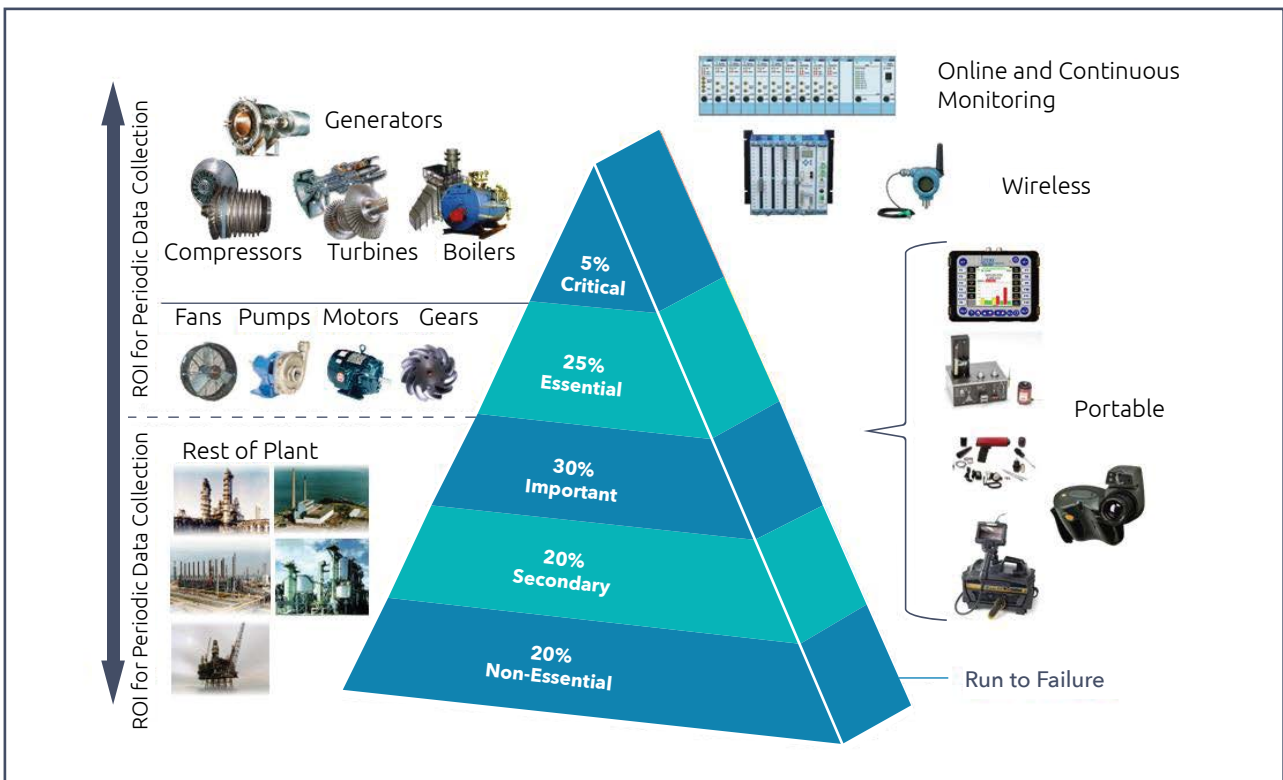 Online and Continuous
Monitoring
Generators
Wireless
Compressors
Turbines
Boilers
5%
Critical
ROI for Periodic Data Collection
Fans
Pumps
Motors
Gears
25%
Essential
Portable
Rest of Plant
30%
Important
20%
Secondary
ROI for Periodic Data Collection
20%
Non-Essential
Run to Failure